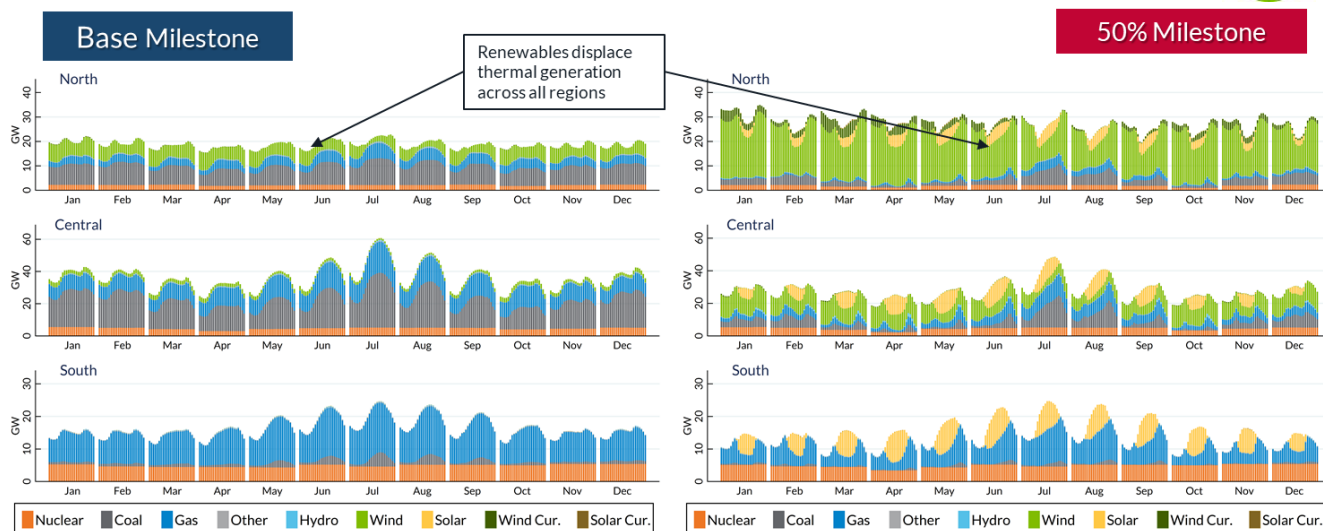 Base Milestone
50% Milestone
Renewables displace
thermal generation
across all regions
North
GW
40
30
20
10
0
Jan Feb Mar Apr May Jun Jul Aug Sep Oct Nov Dec
Central
GW
60
40
20
0
Jan Feb Mar Apr May Jun Jul Aug Sep Oct Nov Dec
South
GW
30
20
10
0
Jan Feb Mar Apr May Jun Jul Aug Sep Oct Nov Dec
Nuclear Coal Gas Other Hydro Wind Solar Wind Cur. Solar Cur.
North
GW
40
30
20
10
0
Jan Feb Mar Apr May Jun Jul Aug Sep Oct Nov Dec
Central
GW
60
40
20
0
Jan Feb Mar Apr May Jun Jul Aug Sep Oct Nov Dec
South
GW
30
20
10
0
Jan Feb Mar Apr May Jun Jul Aug Sep Oct Nov Dec
Nuclear Coal Gas Other Hydro Wind Solar Wind Cur. Solar Cur.